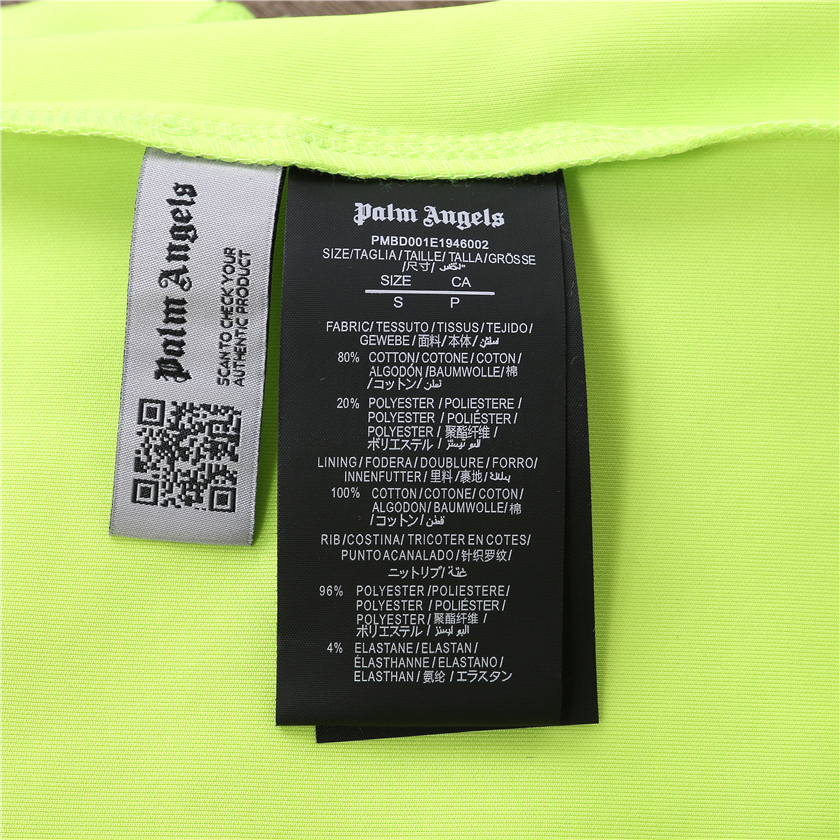 Palm Angels
SCAN TO CHECK YOUR
AUTHENTIC PRODUCT
Palm Angels
PMBD001E1946002
SIZE/TAGLIA/TAILLE/TALLA/GRÖSSE
/尺寸/
SIZE CA
S P
FABRIC/TESSUTO/TISSUS/TEJIDO/
GEWEBE/面料/本体/
80% COTTON/COTONE/COTON/
ALGODÓN/BAUMWOLLE/棉
/コットン/
20% POLYESTER/POLIESTERE/
POLYESTER/POLIÉSTER/
POLYESTER/聚酯纤维/
ポリエステル/
LINING/FODERA/DOUBLURE/FORRO/
INNENFUTTER/里料/裏地/
100% COTTON/COTONE/COTON/
ALGODON/BAUMWOLLE/棉
/コットン/
RIB/COSTINA/TRICOTER EN COTES/
PUNTO ACANALADO/针织罗纹/
ニットリブ/
96% POLYESTER/POLIESTERE/
POLYESTER/POLIÉSTER/
POLYESTER/聚酯纤维/
ポリエステル/
4% ELASTANE/ELASTAN/
ÉLASTHANNE/ELASTANO/
ELASTHAN/氨纶/エラスタン